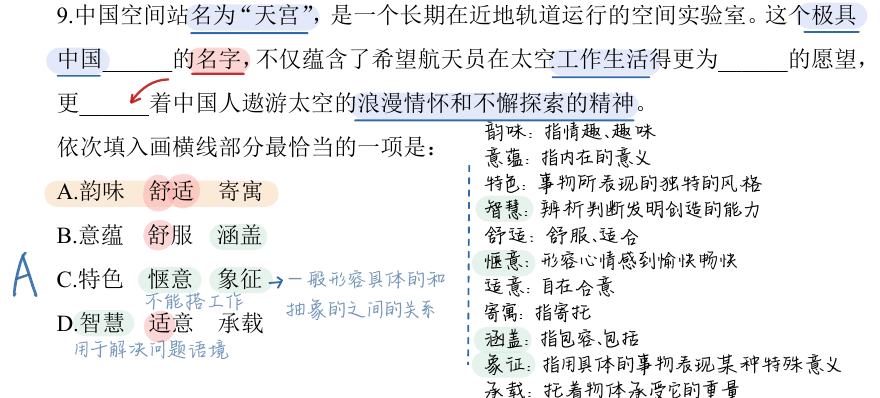 9.中国空间站名为“天宫”，是一个长期在近地轨道运行的空间实验室。这个极具
中国______的名字，不仅蕴含了希望航天员在太空工作生活得更为______的愿望，
更______着中国人遨游太空的浪漫情怀和不懈探索的精神。
依次填入画横线部分最恰当的一项是：
A.韵味 舒适 寄寓
B.意蕴 舒服 涵盖
C.特色 惬意 象征→一般形容具体的和
抽象的之间的关系
不能搭工作
D.智慧 适意 承载
用于解决问题语境
A
韵味：指情趣、趣味
意蕴：指内在的意义
特色：事物所表现的独特的风格
智慧：辨析判断发明创造的能力
舒适：舒服、适合
惬意：形容心情感到愉快畅快
适意：自在合意
寄寓：指寄托
涵盖：指包容、包括
象征：指用具体的事物表现某种特殊意义
承载：托着物体承受它的重量